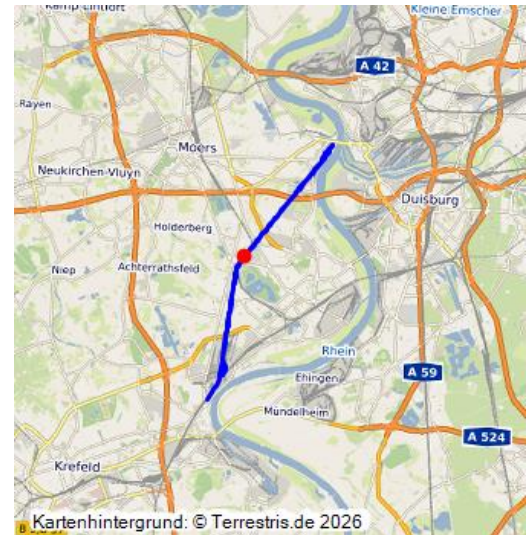 Kamp Lintfort
Kleine Emscher
A 42
Rayen
Moers
Neukirchen-Vluyn
Duisburg
Holderberg
Niep
Achterrathsfeld
Rhein
Ehingen
A 59
Mündelheim
A 524
Krefeld
Kartenhintergrund: © Terrestris.de 2026